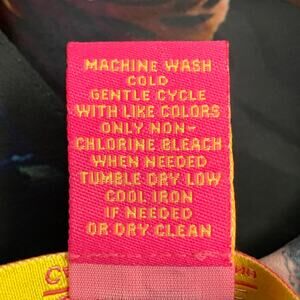 MACHINE WASH
COLD
GENTLE CYCLE
WITH LIKE COLORS
ONLY NON-
CHLORINE BLEACH
WHEN NEEDED
TUMBLE DRY LOW
COOL IRON
IF NEEDED
OR DRY CLEAN